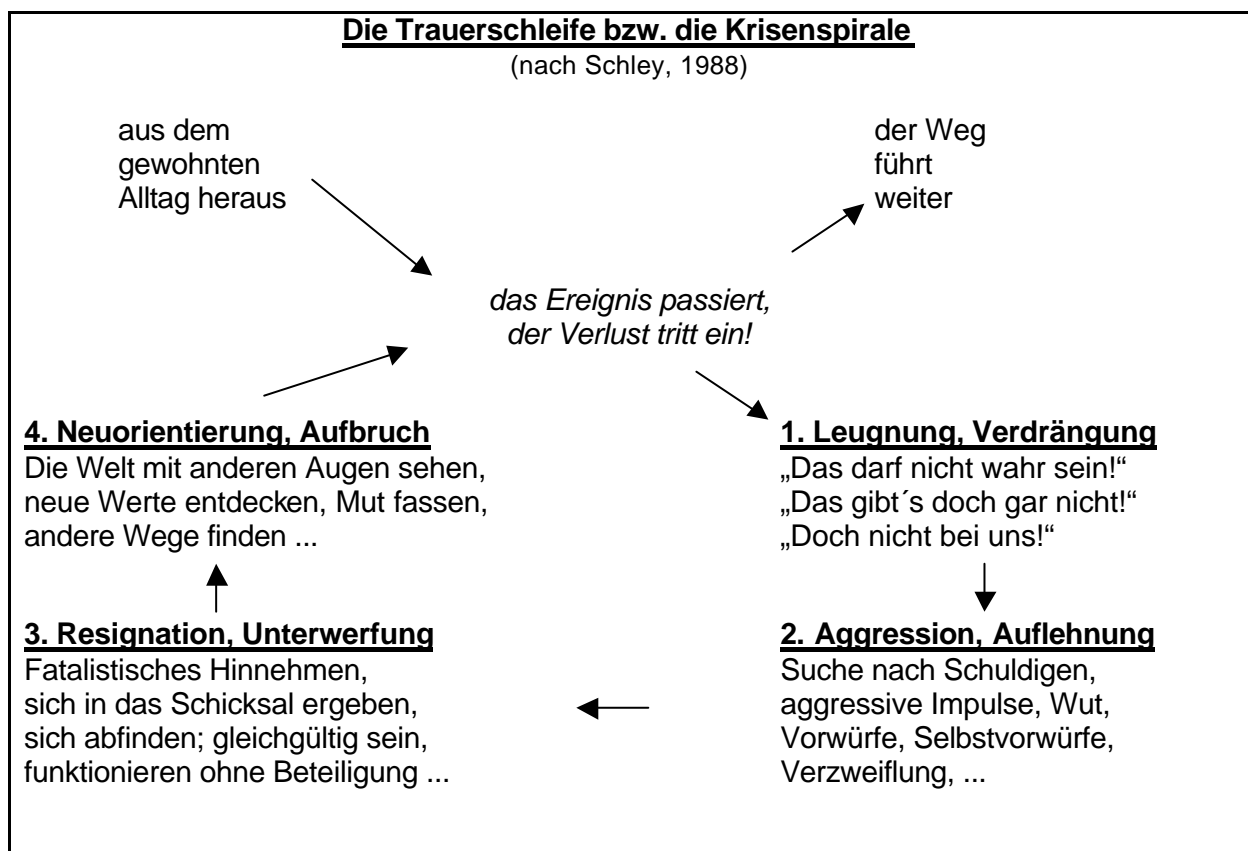 Die Trauerschleife bzw. die Krisenspirale
(nach Schley, 1988)
aus dem
gewohnten
Alltag heraus
der Weg
führt
weiter
das Ereignis passiert,
der Verlust tritt ein!
4. Neuorientierung, Aufbruch
Die Welt mit anderen Augen sehen,
neue Werte entdecken, Mut fassen,
andere Wege finden ...
1. Leugnung, Verdrängung
„Das darf nicht wahr sein!“
„Das gibt´s doch gar nicht!“
„Doch nicht bei uns!“
3. Resignation, Unterwerfung
Fatalistisches Hinnehmen,
sich in das Schicksal ergeben,
sich abfinden; gleichgültig sein,
funktionieren ohne Beteiligung ...
2. Aggression, Auflehnung
Suche nach Schuldigen,
aggressive Impulse, Wut,
Vorwürfe, Selbstvorwürfe,
Verzweiflung, ...